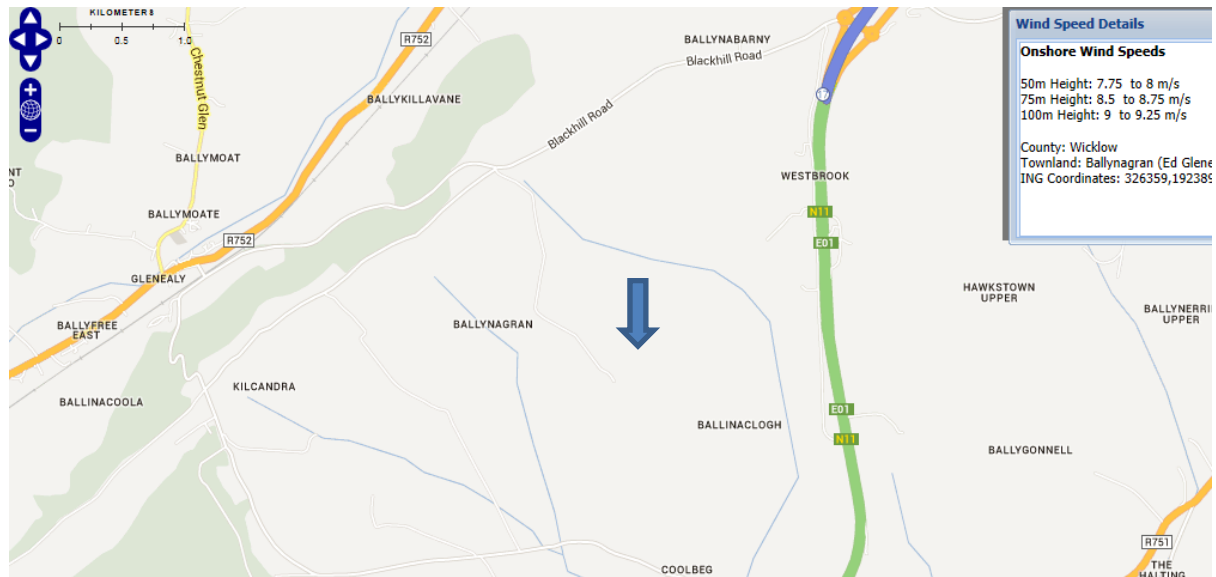 KILOMETERS
0 0.5 1.0
R752
Chestnut Glen
BALLYNABARNY
Blackhill Road
BALLYKILLAVANE
Blackhill Road
BALLYMOAT
NT
WESTBROOK
BALLYMOATE
N11
R752
E01
GLENEALY
HAWKSTOWN
UPPER
BALLYNERRI
UPPER
BALLYFREE
EAST
BALLYNAGRAN
KILCANDRA
BALLINACOOLA
E01
BALLINACLOGH
N11
BALLYGONNELL
R751
COOLBEG
THE
HALTING
Wind Speed Details
Onshore Wind Speeds
50m Height: 7.75 to 8 m/s
75m Height: 8.5 to 8.75 m/s
100m Height: 9 to 9.25 m/s
County: Wicklow
Townland: Ballynagran (Ed Glene
ING Coordinates: 326359,192389